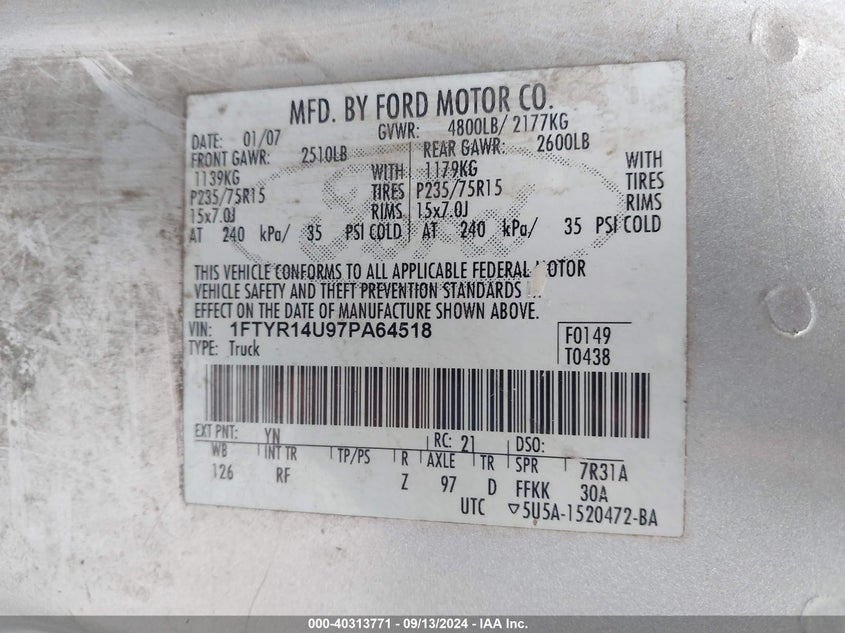 MFD. BY FORD MOTOR CO.
DATE: 01/07 GVWR: 4800LB/ 2177KG
FRONT GAWR: 2510LB REAR GAWR: 2600LB
1139KG WITH 1179KG WITH
P235/75R15 TIRES P235/75R15 TIRES
15x7.0J RIMS 15x7.0J RIMS
AT 240 kPa/ 35 PSI COLD AT 240 kPa/ 35 PSI COLD
THIS VEHICLE CONFORMS TO ALL APPLICABLE FEDERAL MOTOR
VEHICLE SAFETY AND THEFT PREVENTION STANDARDS
EFFECT ON THE DATE OF MANUFACTURE SHOWN ABOVE.
VIN: 1FTYR14U97PA64518 F0149
TYPE: Truck T0438
EXT PNT: YN RC: 21 DSO:
WB INT TR TP/PS R AXLE TR SPR 7R31A
126 RF Z 97 D FFKK 30A
UTC ▽5U5A-1520472-BA
000-40313771 - 09/13/2024 - IAA Inc.